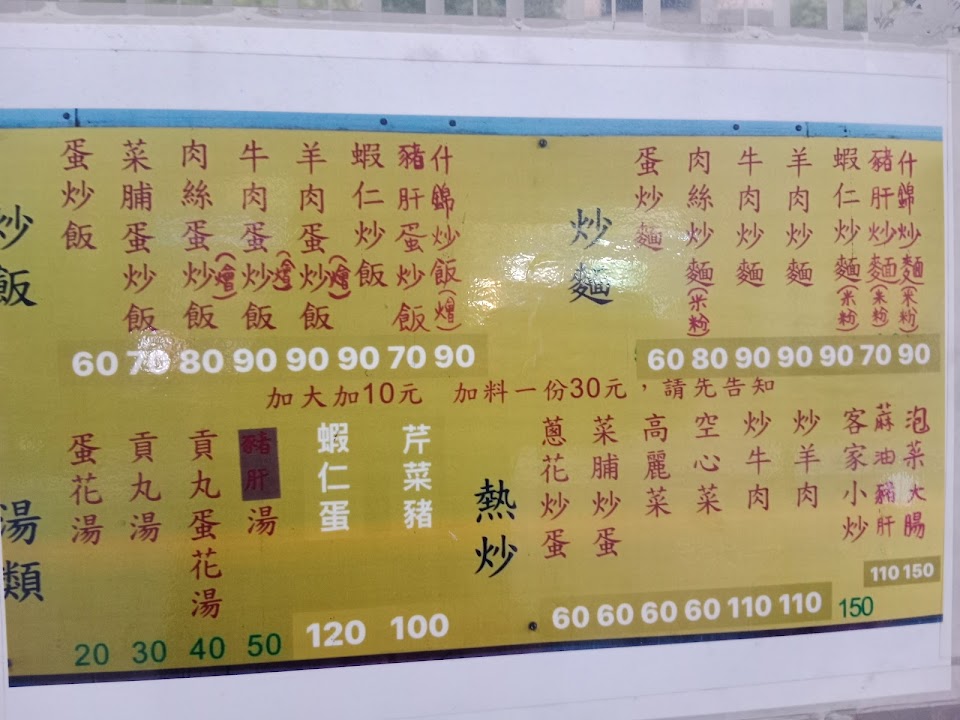 炒飯
蛋炒飯
菜脯蛋炒飯
肉絲蛋炒飯(燴)
牛肉蛋炒飯(燴)
羊肉蛋炒飯(燴)
蝦仁炒飯
豬肝蛋炒飯
什錦炒飯(燴)
60 70 80 90 90 90 70 90
炒麵
蛋炒麵
肉絲炒麵(米粉)
牛肉炒麵
羊肉炒麵
蝦仁炒麵(米粉)
豬肝炒麵(米粉)
什錦炒麵(米粉)
60 80 90 90 90 70 90
加大加10元 加料一份30元，請先告知
湯類
蛋花湯
貢丸湯
貢丸蛋花湯
豬肝湯
20 30 40 50
蝦仁蛋
120
芹菜豬
100
熱炒
蔥花炒蛋
菜脯炒蛋
高麗菜
空心菜
炒牛肉
炒羊肉
客家小炒
蔴油豬肝
泡菜大腸
60 60 60 60 110 110 150 110 150